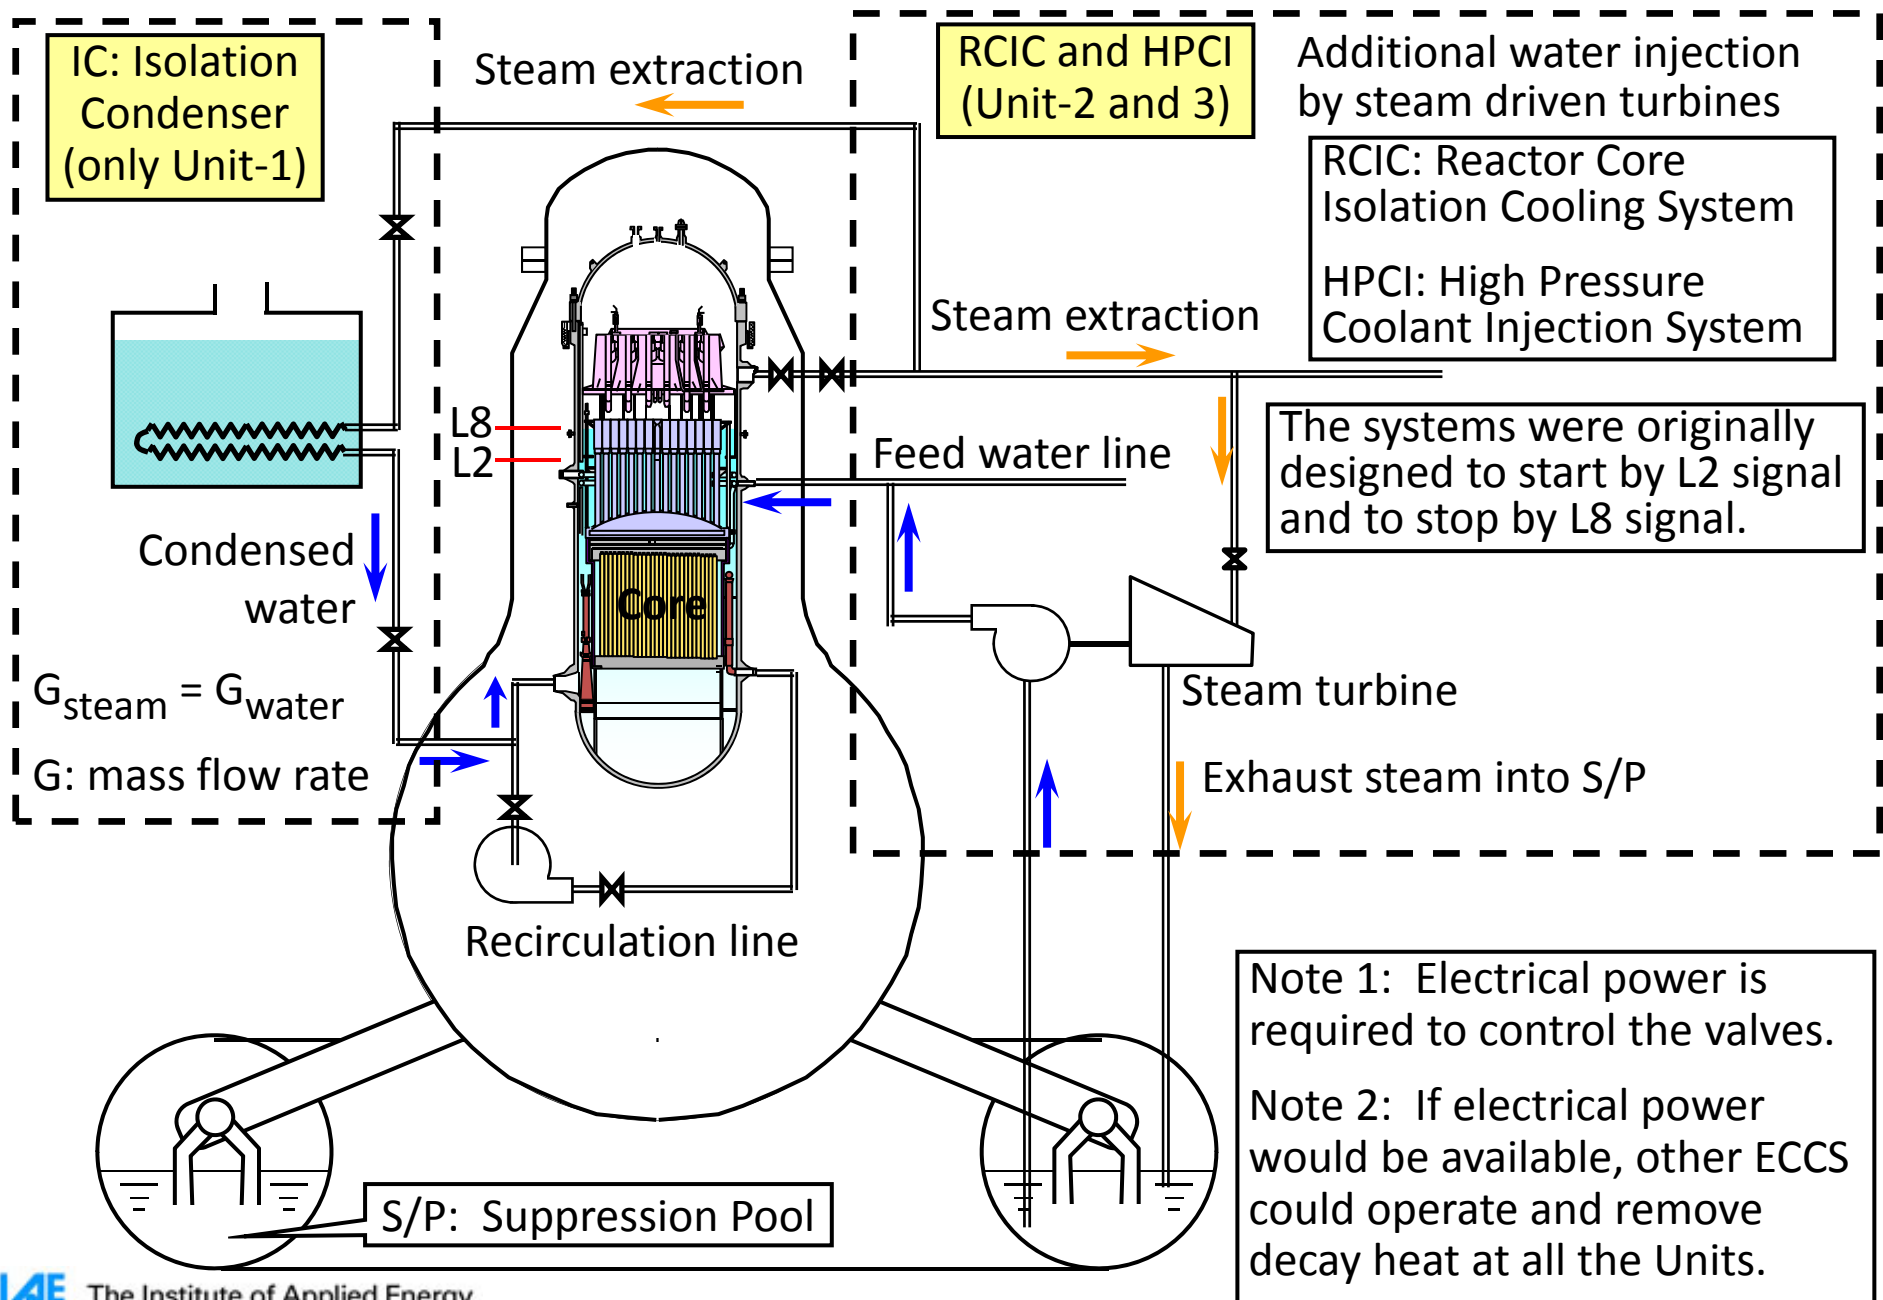 IC: Isolation
Condenser
(only Unit-1)
Steam extraction
RCIC and HPCI
(Unit-2 and 3)
Additional water injection
by steam driven turbines
RCIC: Reactor Core
Isolation Cooling System
HPCI: High Pressure
Coolant Injection System
Steam extraction
L8
L2
Feed water line
The systems were originally
designed to start by L2 signal
and to stop by L8 signal.
Condensed
water
Core
Gsteam = Gwater
G: mass flow rate
Steam turbine
Exhaust steam into S/P
Recirculation line
Note 1: Electrical power is
required to control the valves.
Note 2: If electrical power
would be available, other ECCS
could operate and remove
decay heat at all the Units.
S/P: Suppression Pool
IAE The Institute of Applied Energy